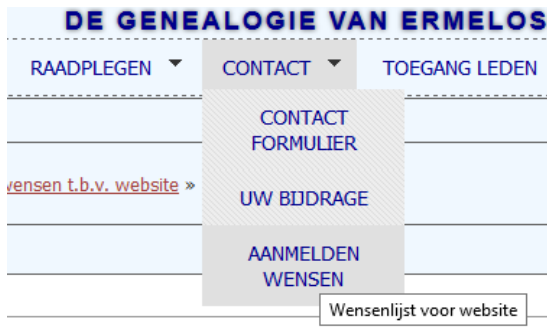 DE GENEALOGIE VAN ERMELOS
RAADPLEGEN CONTACT TOEGANG LEDEN
CONTACT
FORMULIER
wensen t.b.v. website »
UW BIJDRAGE
AANMELDEN
WENSEN
Wensenlijst voor website